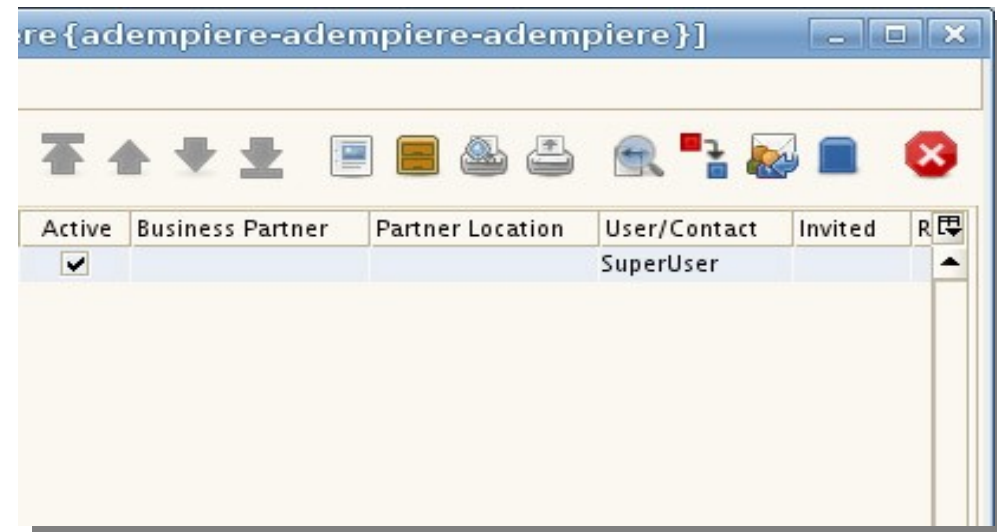 re{adempiere-adempiere-adempiere}]
Active Business Partner Partner Location User/Contact Invited R
SuperUser